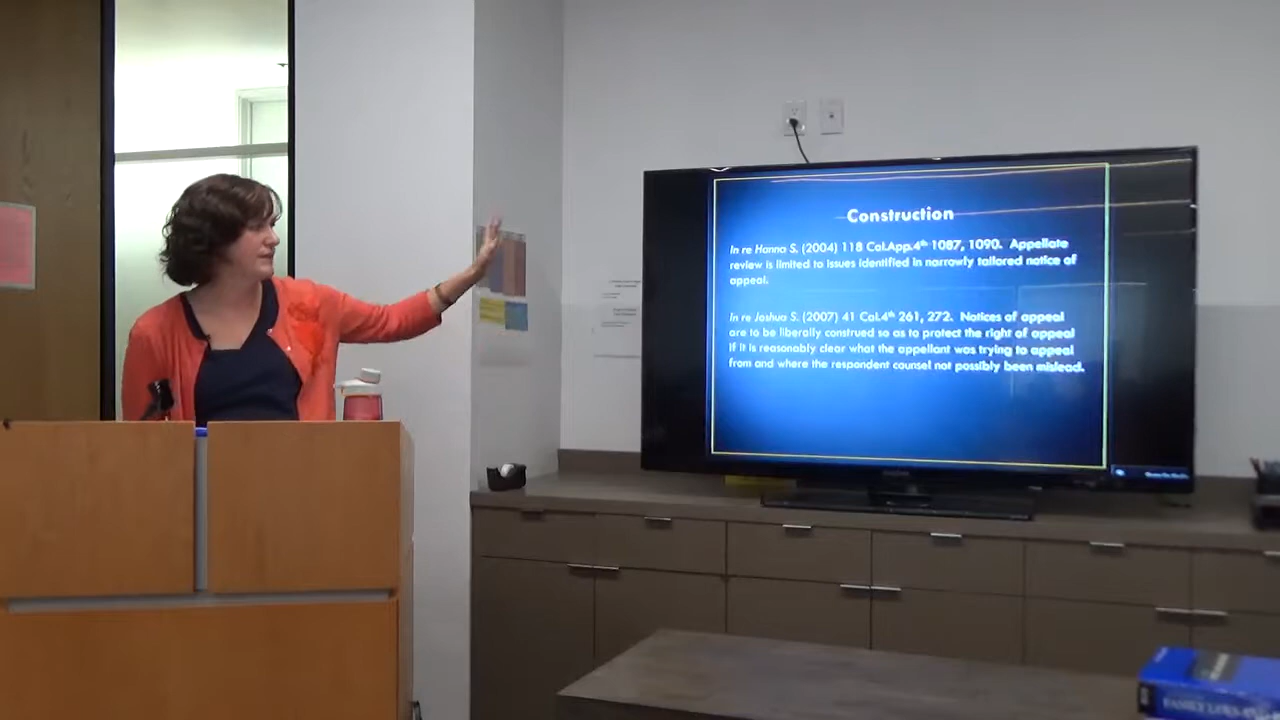 Construction
In re Hanna S. (2004) 118 Cal.App.4th 1087, 1090. Appellate
review is limited to issues identified in narrowly tailored notice of
appeal.
In re Joshua S. (2007) 41 Cal.4th 261, 272. Notices of appeal
are to be liberally construed so as to protect the right of appeal
if it is reasonably clear what the appellant was trying to appeal
from and where the respondent counsel not possibly been mislead.
FAMILY LAWS